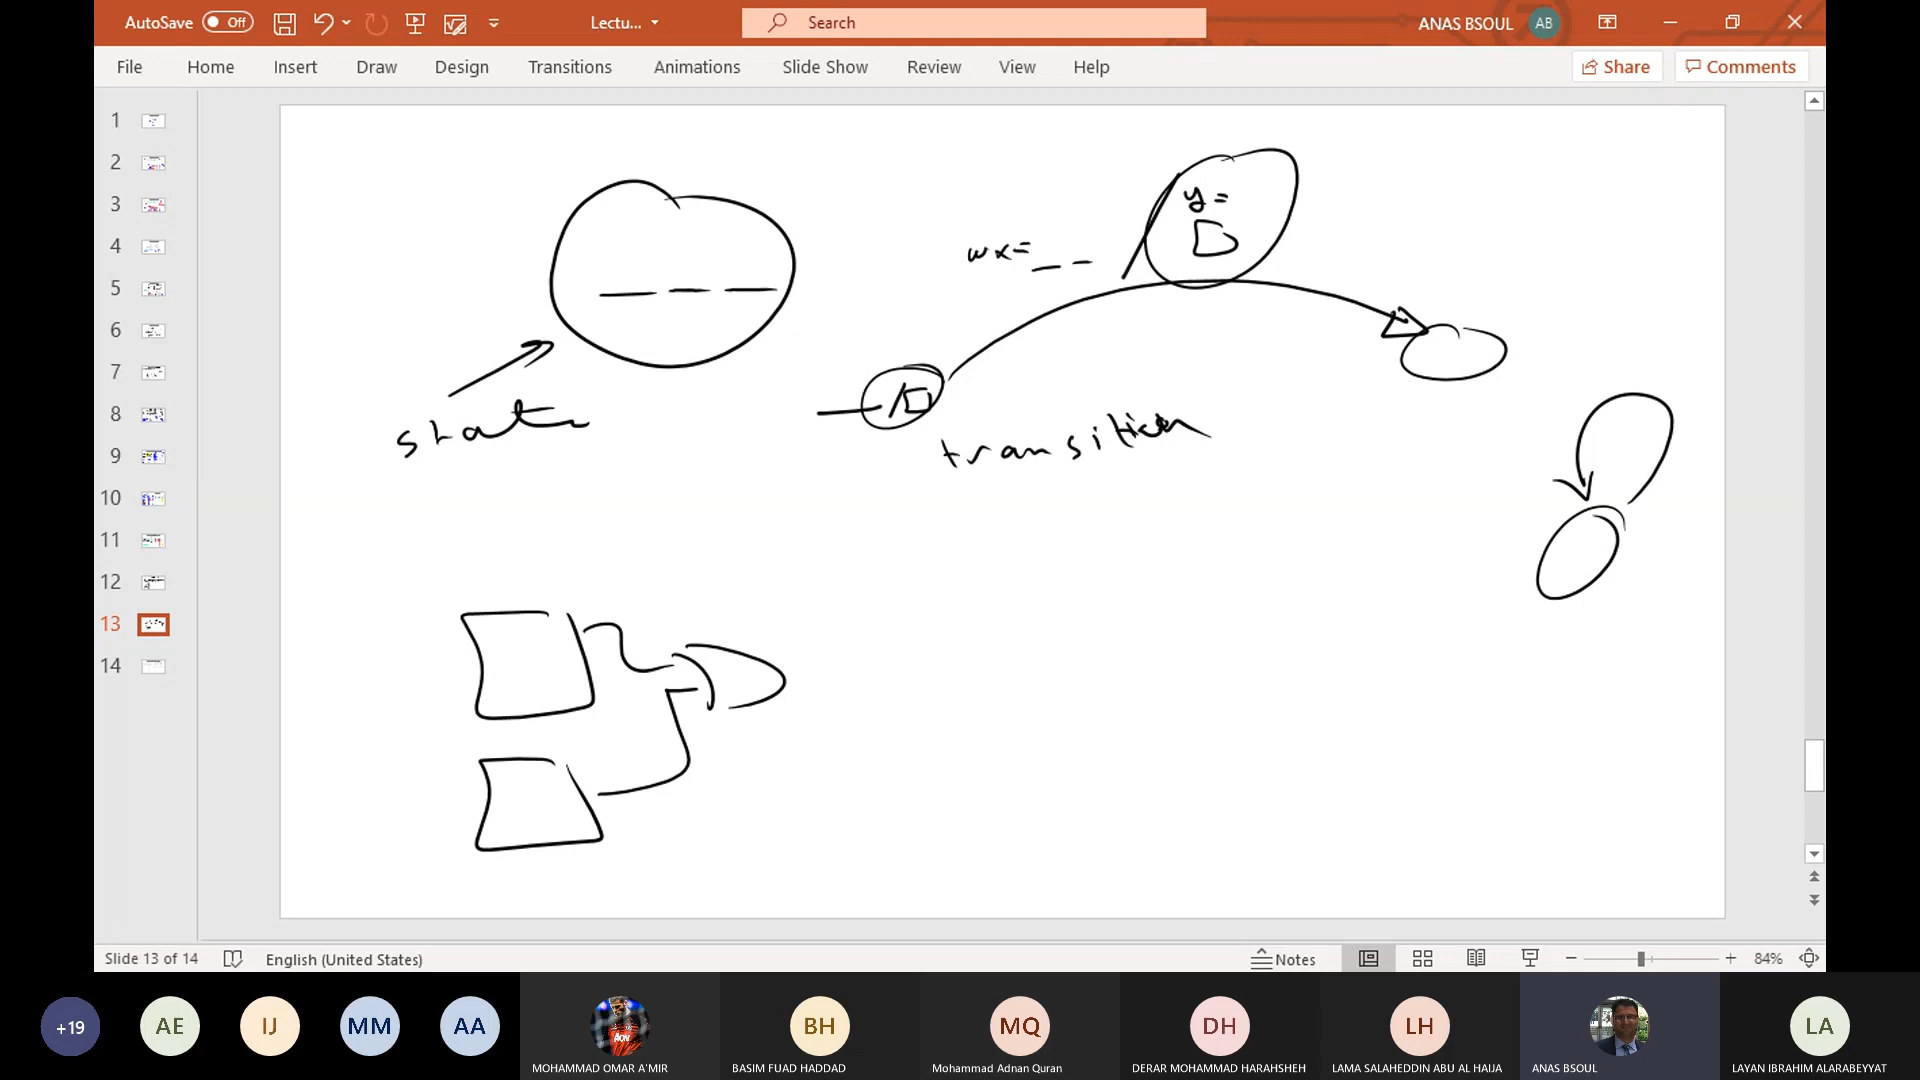 AutoSave Off Lectu... Search ANAS BSOUL AB
File Home Insert Draw Design Transitions Animations Slide Show Review View Help Share Comments
1
2
3
4
5
6
7
8
9
10
11
12
13
14
y=
wx=_ _
state
transition
Slide 13 of 14 English (United States) Notes 84%
+19 AE IJ MM AA BH MQ DH LH LA
MOHAMMAD OMAR A'MIR BASIM FUAD HADDAD Mohammad Adnan Quran DERAR MOHAMMAD HARAHSHEH LAMA SALAHEDDIN ABU AL HAIJA ANAS BSOUL LAYAN IBRAHIM ALARABEYYAT